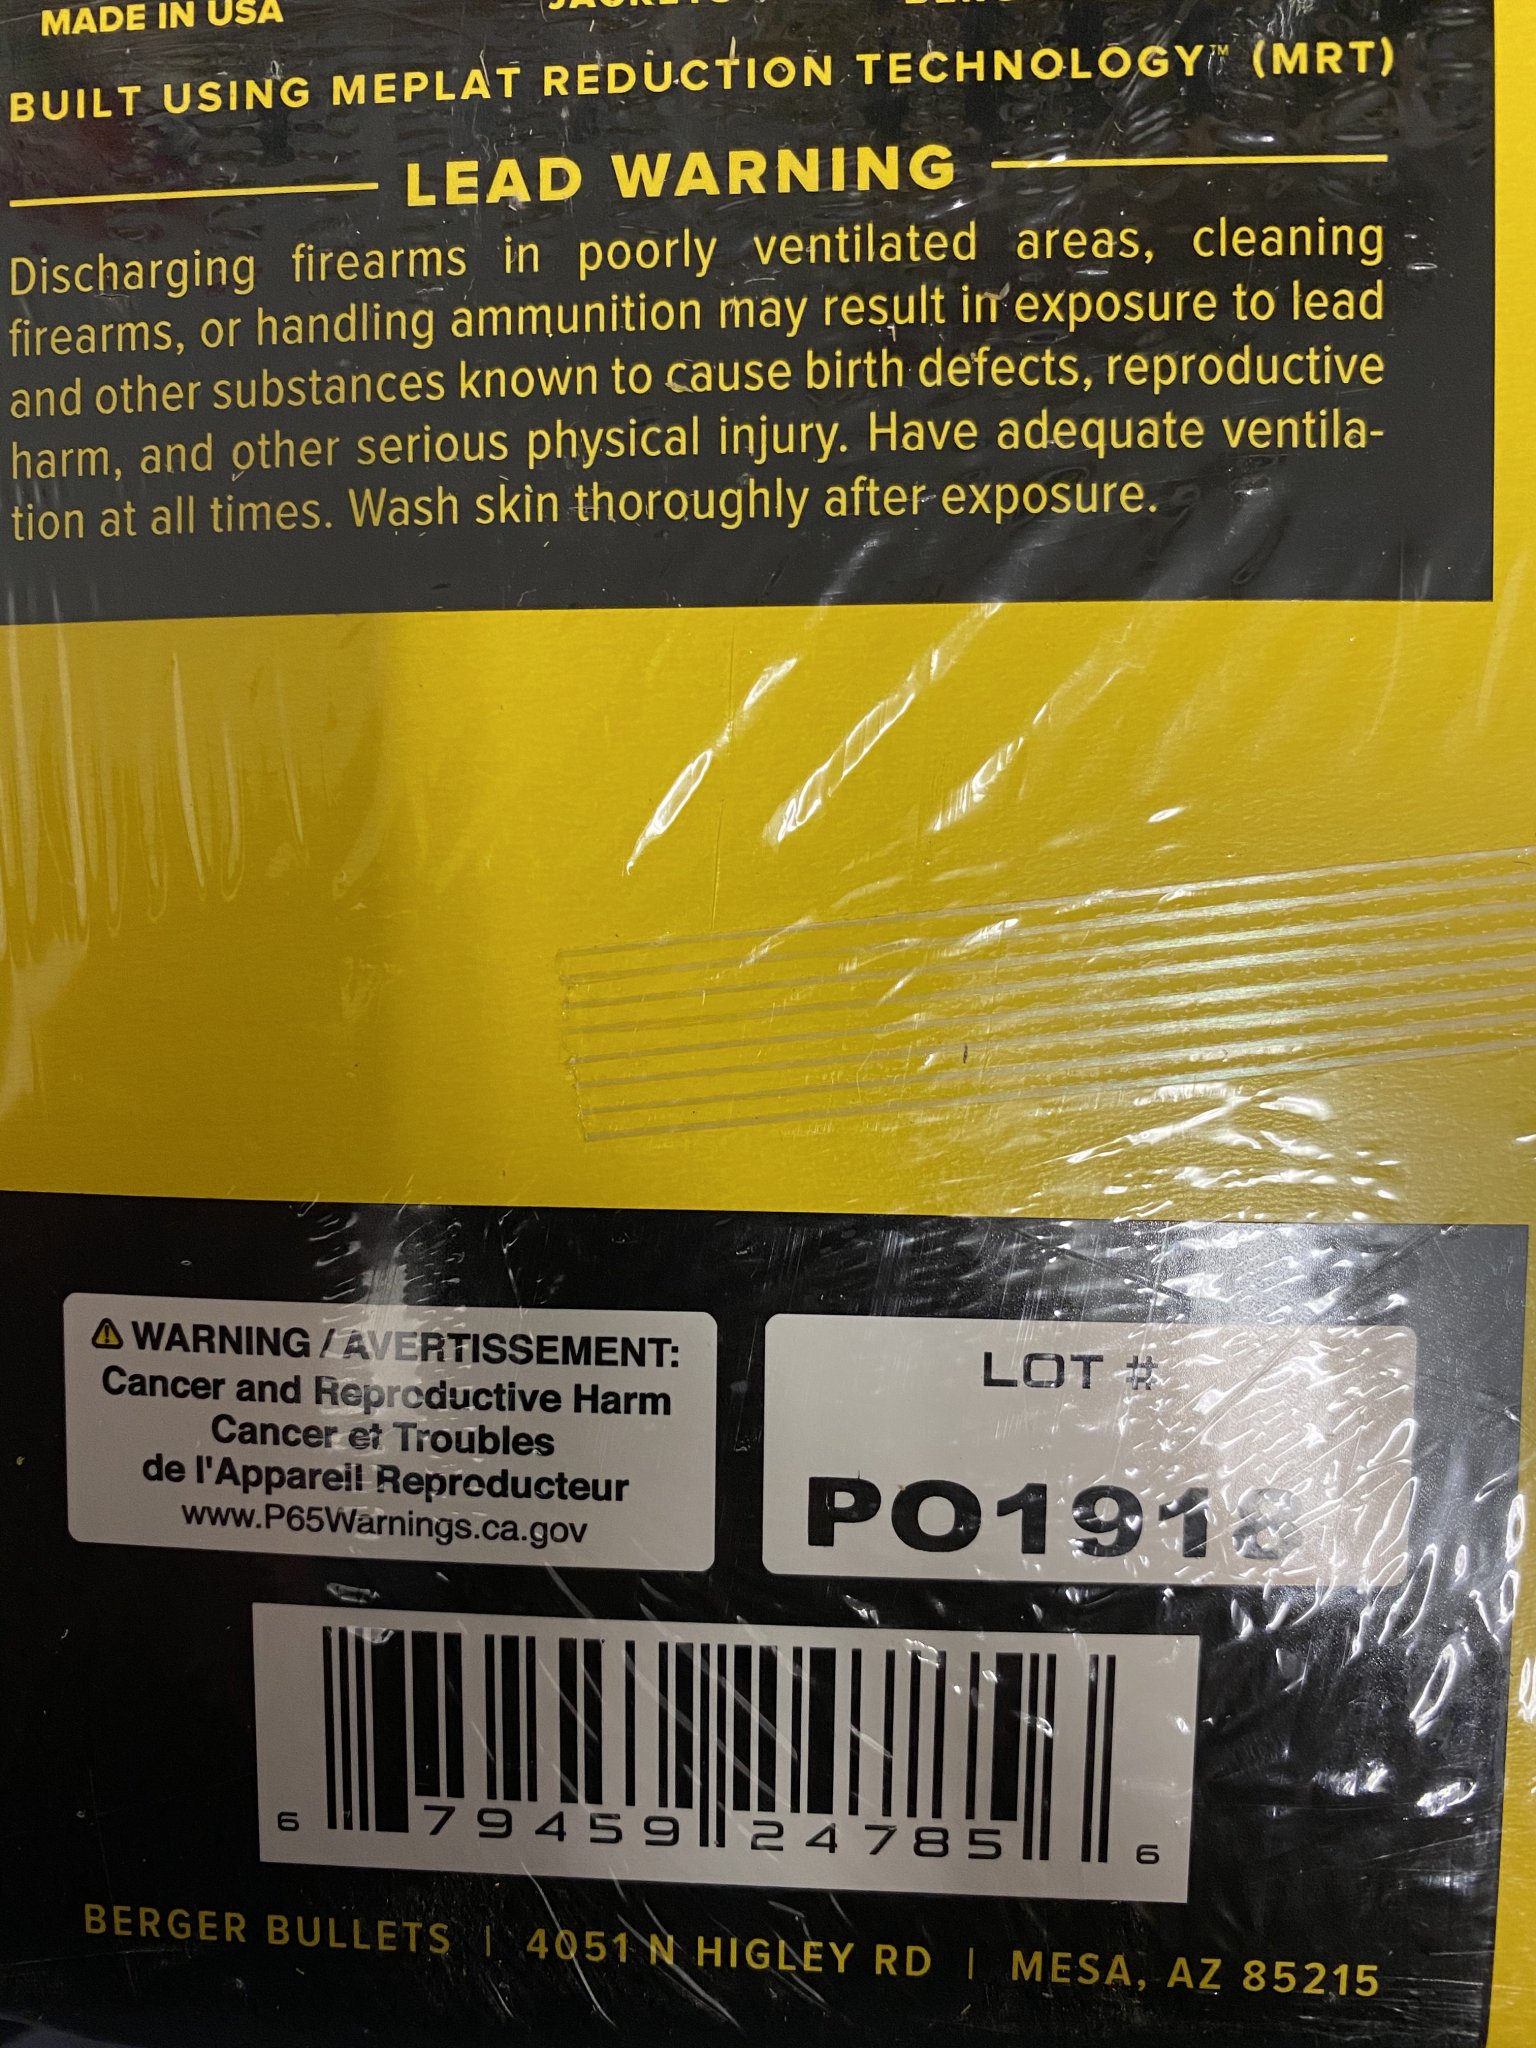 MADE IN USA
BUILT USING MEPLAT REDUCTION TECHNOLOGY™ (MRT)
LEAD WARNING
Discharging firearms in poorly ventilated areas, cleaning
firearms, or handling ammunition may result in exposure to lead
and other substances known to cause birth defects, reproductive
harm, and other serious physical injury. Have adequate ventila-
tion at all times. Wash skin thoroughly after exposure.
⚠ WARNING / AVERTISSEMENT:
Cancer and Reproductive Harm
Cancer et Troubles
de l'Appareil Reproducteur
www.P65Warnings.ca.gov
LOT #
PO1918
6 79459 24785 6
BERGER BULLETS | 4051 N HIGLEY RD | MESA, AZ 85215